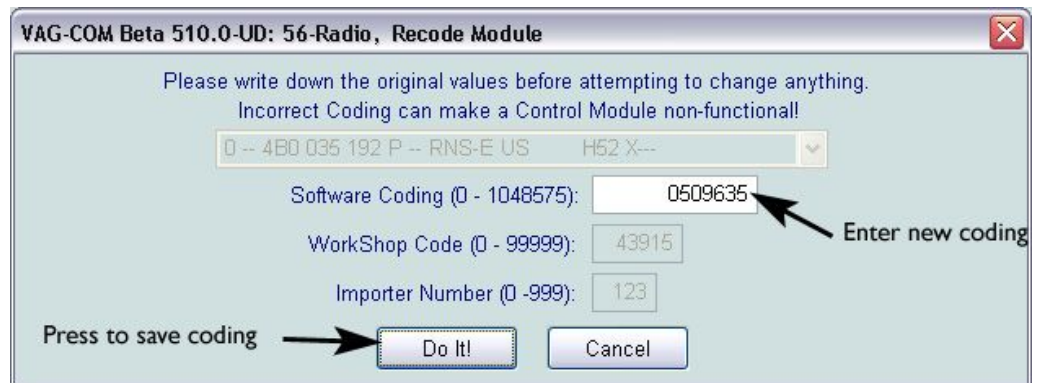 VAG-COM Beta 510.0-UD: 56-Radio, Recode Module
Please write down the original values before attempting to change anything.
Incorrect Coding can make a Control Module non-functional!
0 -- 4B0 035 192 P -- RNS-E US H52 X---
Software Coding (0 - 1048575): 0509635
Enter new coding
WorkShop Code (0 - 99999): 43915
Importer Number (0 -999): 123
Press to save coding
Do It! Cancel